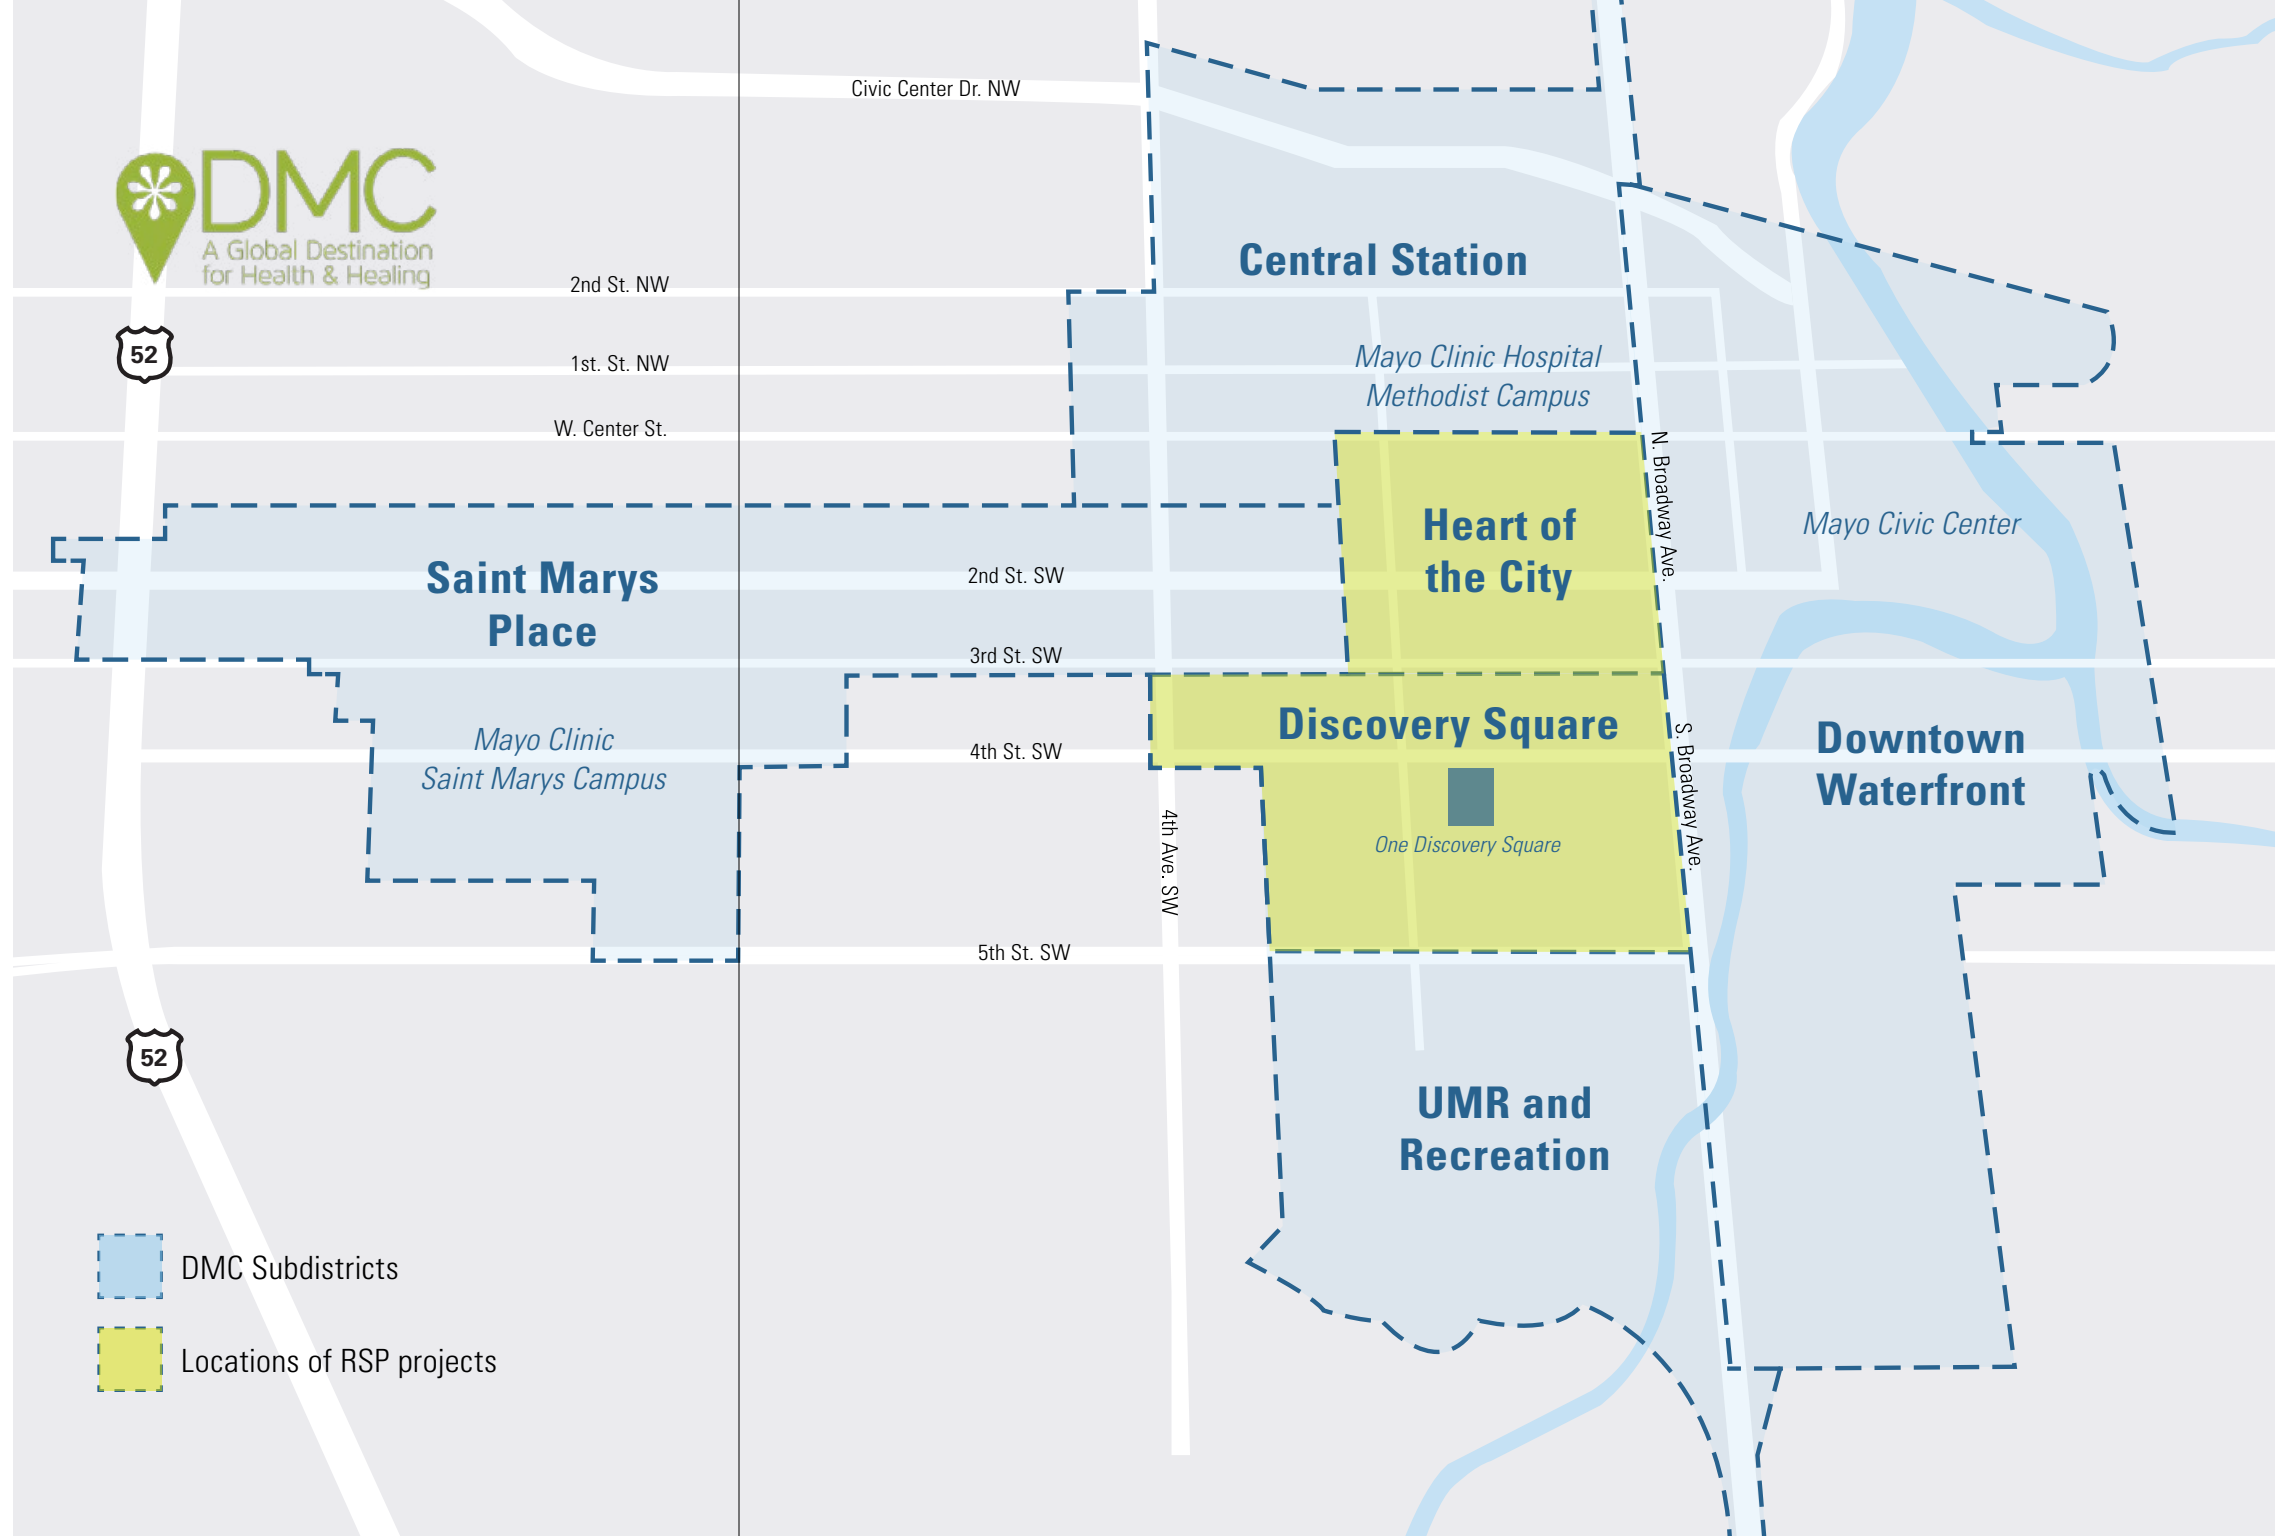 Civic Center Dr. NW
DMC
A Global Destination
for Health & Healing
Central Station
2nd St. NW
52
1st. St. NW
Mayo Clinic Hospital
Methodist Campus
W. Center St.
N. Broadway Ave.
Heart of
the City
Mayo Civic Center
Saint Marys
Place
2nd St. SW
3rd St. SW
Mayo Clinic
Saint Marys Campus
4th St. SW
Discovery Square
S. Broadway Ave.
Downtown
Waterfront
4th Ave. SW
One Discovery Square
5th St. SW
52
UMR and
Recreation
DMC Subdistricts
Locations of RSP projects